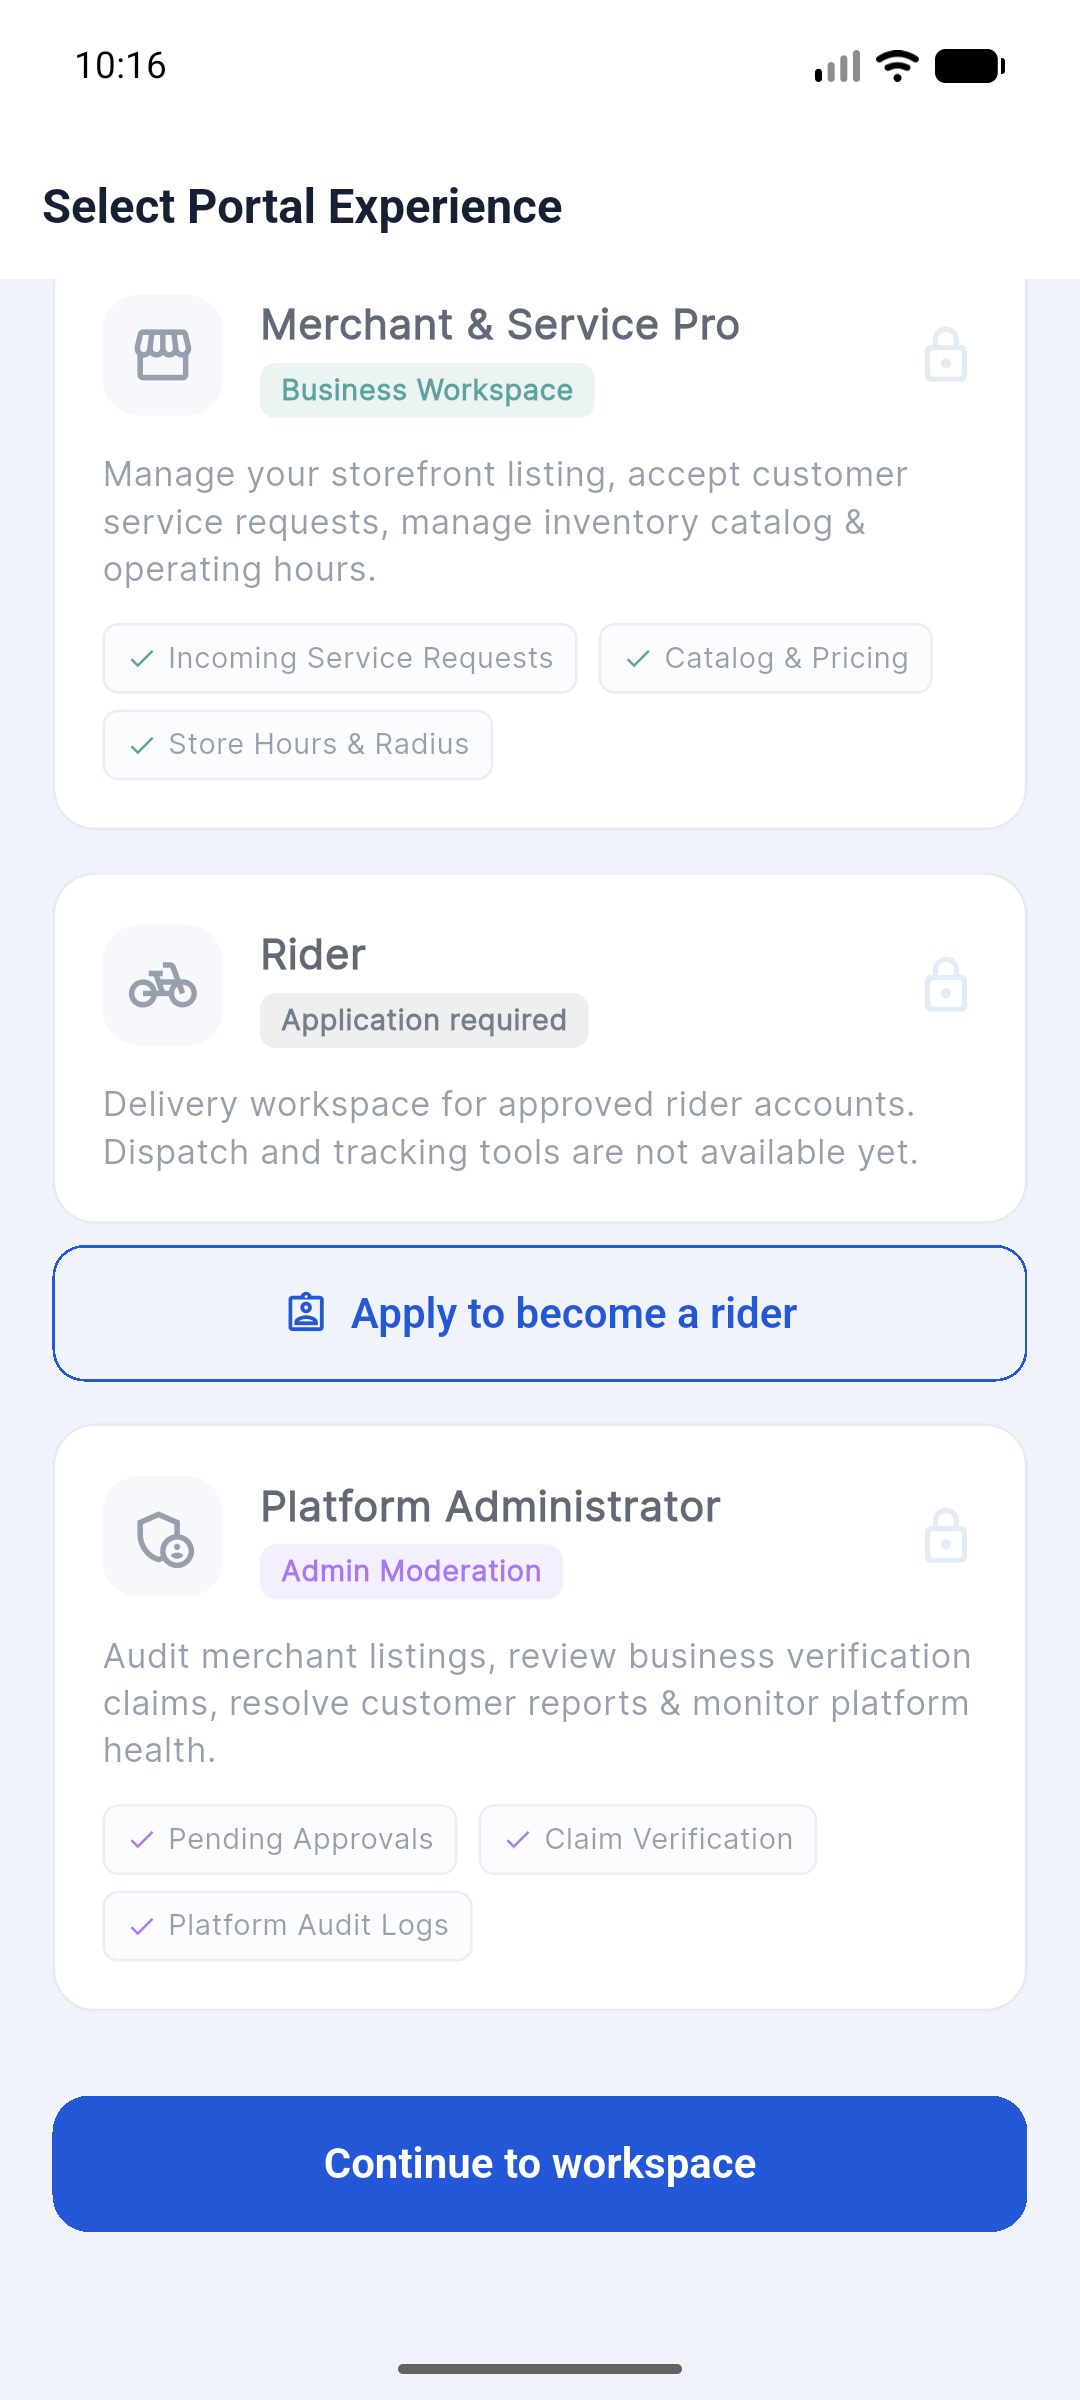 10:16
Select Portal Experience
Merchant & Service Pro
Business Workspace
Manage your storefront listing, accept customer
service requests, manage inventory catalog &
operating hours.
Incoming Service Requests
Catalog & Pricing
Store Hours & Radius
Rider
Application required
Delivery workspace for approved rider accounts.
Dispatch and tracking tools are not available yet.
Apply to become a rider
Platform Administrator
Admin Moderation
Audit merchant listings, review business verification
claims, resolve customer reports & monitor platform
health.
Pending Approvals
Claim Verification
Platform Audit Logs
Continue to workspace